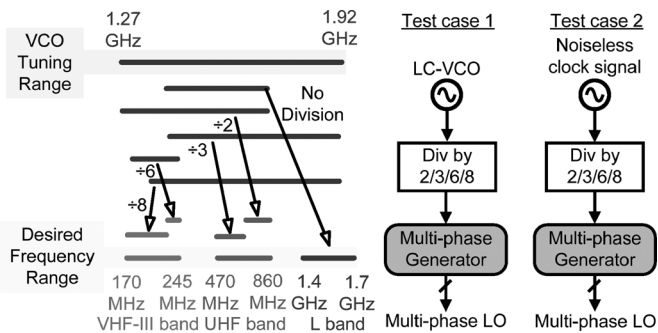 1.27 GHz
1.92 GHz
VCO Tuning Range
No Division
÷2
÷3
÷6
÷8
Desired Frequency Range
170 MHz
245 MHz
470 MHz
860 MHz
1.4 GHz
1.7 GHz
VHF-III band
UHF band
L band
Test case 1
LC-VCO
Div by 2/3/6/8
Multi-phase Generator
Multi-phase LO
Test case 2
Noiseless clock signal
Div by 2/3/6/8
Multi-phase Generator
Multi-phase LO